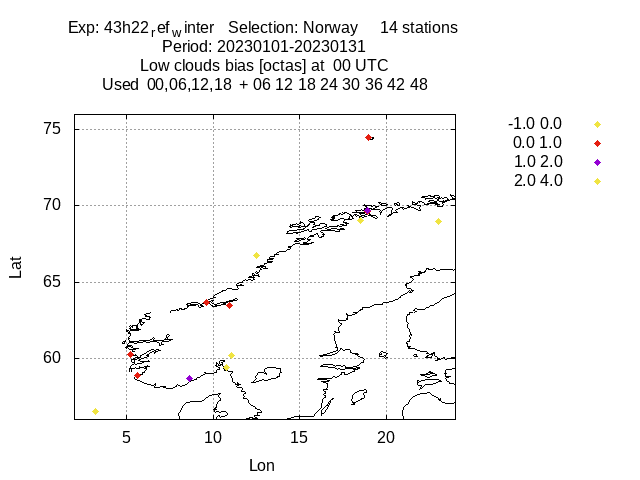 Exp: 43h22refwinter Selection: Norway 14 stations
Period: 20230101-20230131
Low clouds bias [octas] at 00 UTC
Used 00,06,12,18 + 06 12 18 24 30 36 42 48
-1.0 0.0
0.0 1.0
1.0 2.0
2.0 4.0
75
70
65
60
Lat
5 10 15 20
Lon